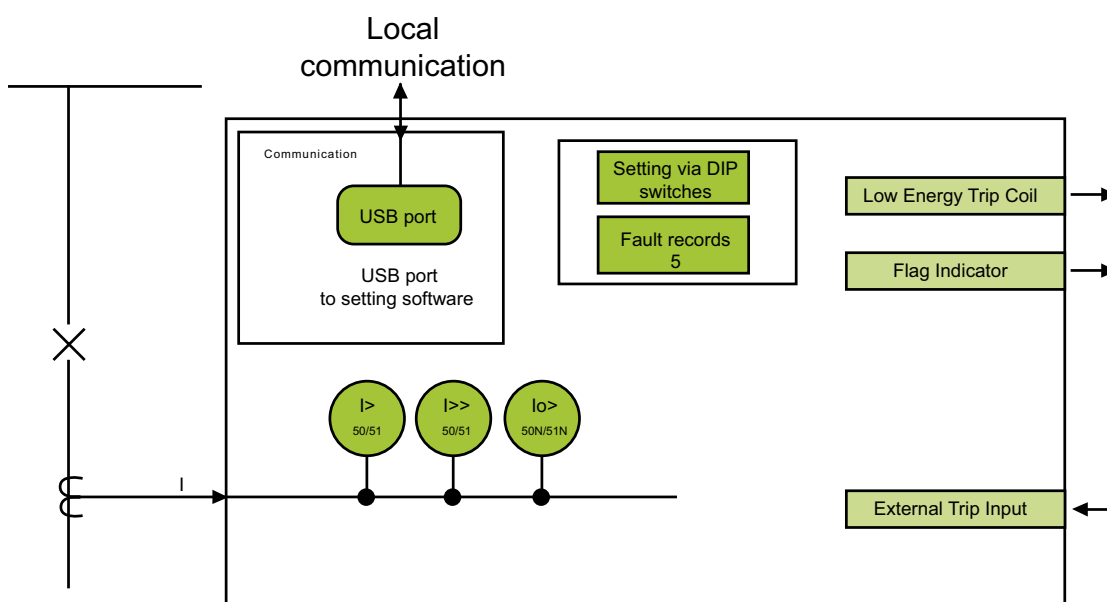 Local
communication
Communication
USB port
USB port
to setting software
Setting via DIP
switches
Fault records
5
Low Energy Trip Coil
Flag Indicator
I>
50/51
I>>
50/51
Io>
50N/51N
I
External Trip Input